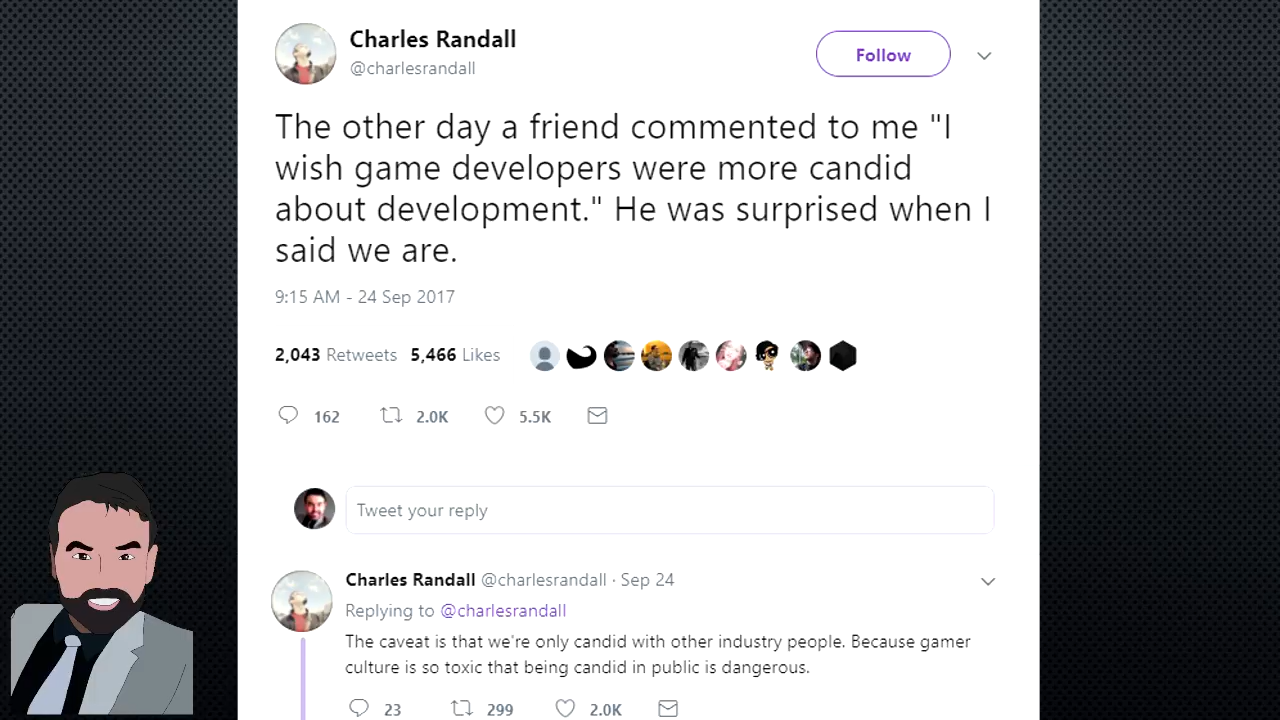 Charles Randall
@charlesrandall
Follow
The other day a friend commented to me "I
wish game developers were more candid
about development." He was surprised when I
said we are.
9:15 AM - 24 Sep 2017
2,043 Retweets 5,466 Likes
162 2.0K 5.5K
Tweet your reply
Charles Randall @charlesrandall · Sep 24
Replying to @charlesrandall
The caveat is that we're only candid with other industry people. Because gamer
culture is so toxic that being candid in public is dangerous.
23 299 2.0K